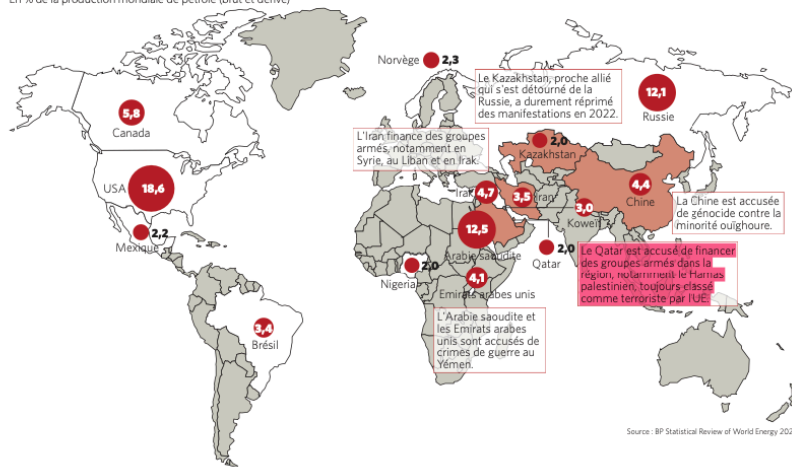 En % de la production mondiale de pétrole (brut et dérivé)
Norvège 2,3
Le Kazakhstan, proche allié
qui s'est détourné de la
Russie, a durement réprimé
des manifestations en 2022.
12,1
Russie
5,8
Canada
L'Iran finance des groupes
armés, notamment en
Syrie, au Liban et en Irak.
2,0
Kazakhstan
USA 18,6
Irak 4,7
3,5 Iran
4,4
Chine
3,0
Koweït
La Chine est accusée
de génocide contre la
minorité ouïghoure.
2,2
Mexique
12,5
Arabie saoudite
2,0
Qatar
Le Qatar est accusé de financer
des groupes armés dans la
région, notamment le Hamas
palestinien, toujours classé
comme terroriste par l'UE.
2,0
Nigeria
4,1
Emirats arabes unis
L'Arabie saoudite et
les Emirats arabes
unis sont accusés de
crimes de guerre au
Yémen.
3,4
Brésil
Source : BP Statistical Review of World Energy 202